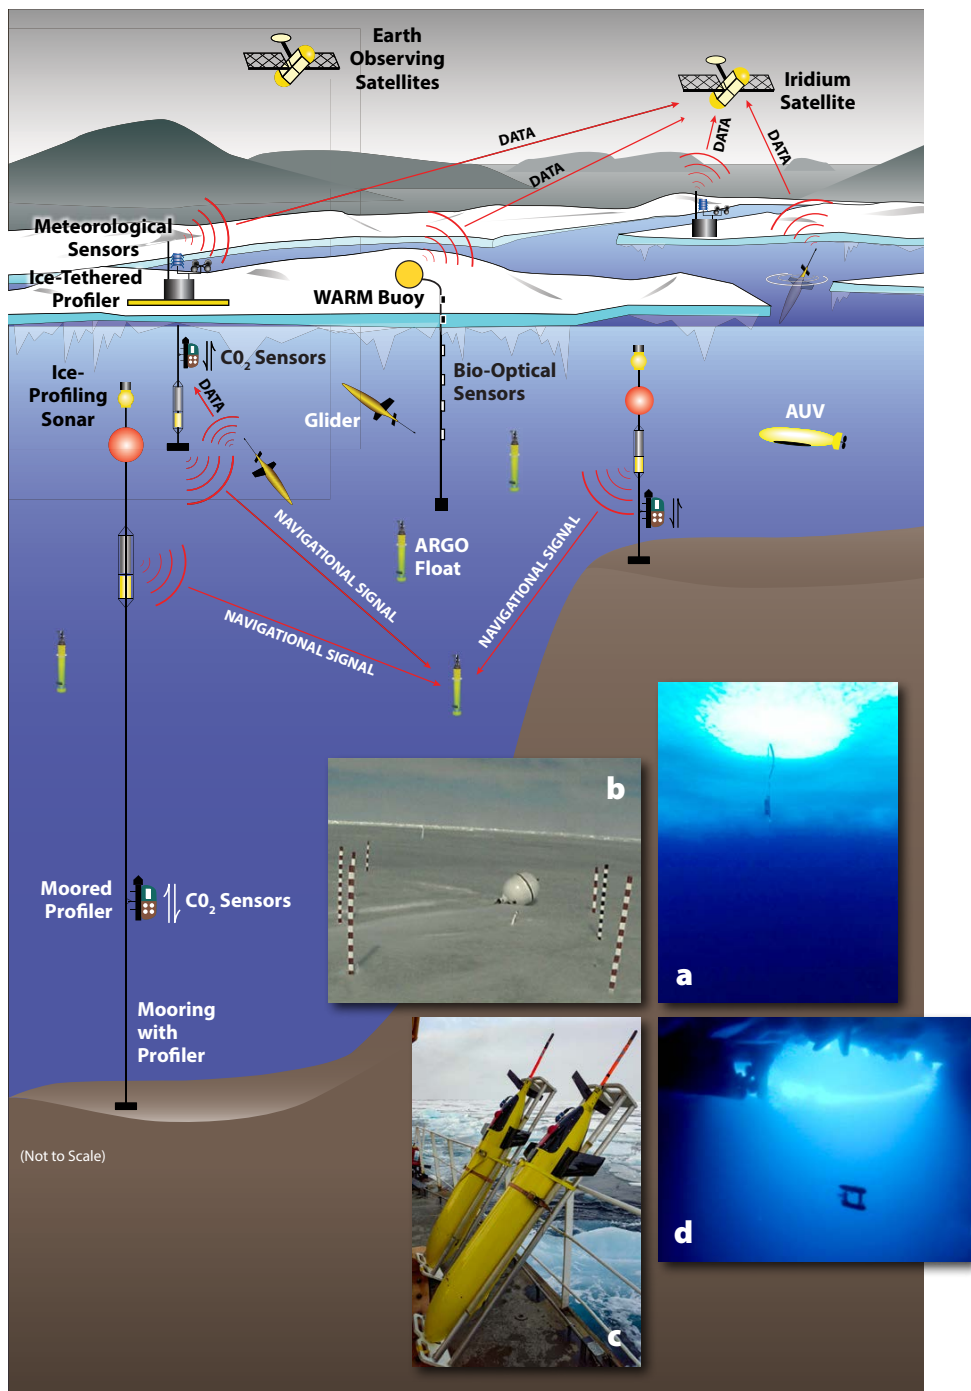 Earth
Observing
Satellites
Iridium
Satellite
DATA
DATA
DATA
DATA
Meteorological
Sensors
Ice-Tethered
Profiler
WARM Buoy
C0₂ Sensors
Ice-
Profiling
Sonar
DATA
Glider
Bio-Optical
Sensors
AUV
NAVIGATIONAL SIGNAL
ARGO
Float
NAVIGATIONAL SIGNAL
NAVIGATIONAL SIGNAL
b
a
Moored
Profiler
C0₂ Sensors
Mooring
with
Profiler
(Not to Scale)
c
d